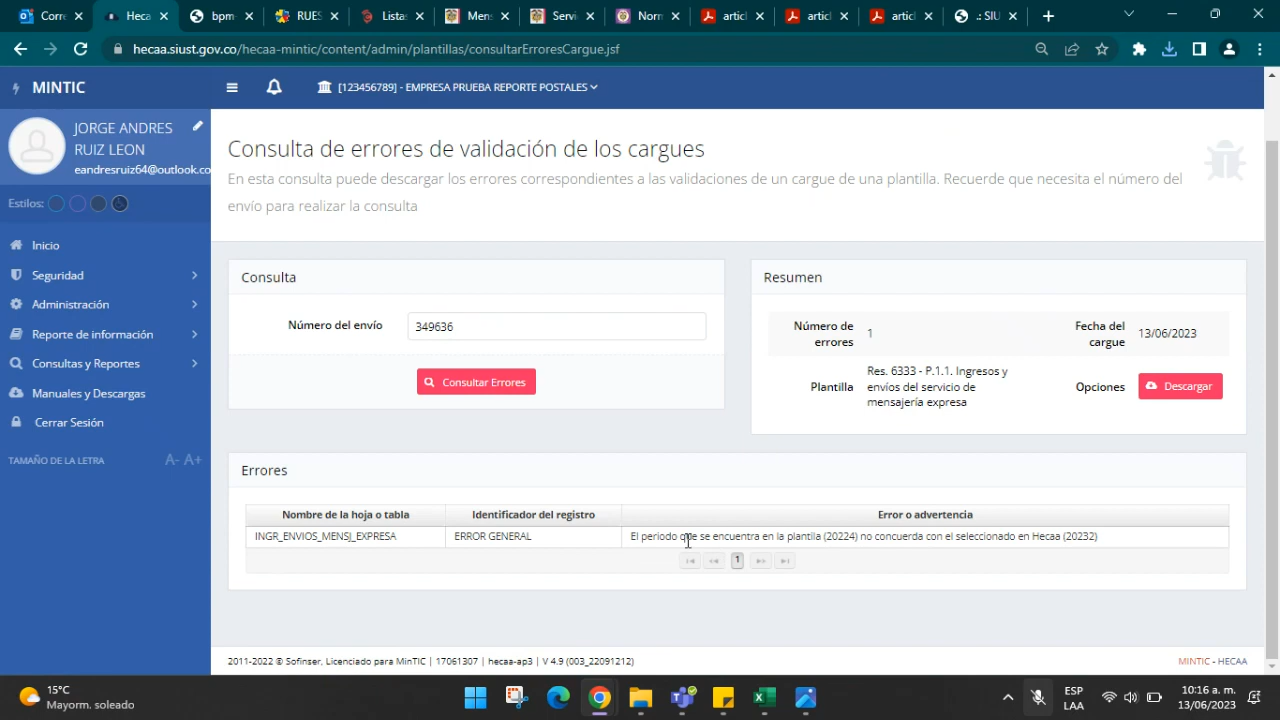 Corre
Heca
bpm
RUES
Listas
Mens
Servi
Norn
articl
articl
articl
.: SIU
hecaa.siust.gov.co/hecaa-mintic/content/admin/plantillas/consultarErroresCargue.jsf
MINTIC
[123456789] - EMPRESA PRUEBA REPORTE POSTALES
JORGE ANDRES
RUIZ LEON
eandresruiz64@outlook.co
Estilos:
Inicio
Seguridad
Administración
Reporte de información
Consultas y Reportes
Manuales y Descargas
Cerrar Sesión
TAMAÑO DE LA LETRA A- A+
Consulta de errores de validación de los cargues
En esta consulta puede descargar los errores correspondientes a las validaciones de un cargue de una plantilla. Recuerde que necesita el número del
envío para realizar la consulta
Consulta
Número del envío 349636
Consultar Errores
Resumen
Número de
errores
1
Fecha del
cargue
13/06/2023
Plantilla
Res. 6333 - P.1.1. Ingresos y
envíos del servicio de
mensajería expresa
Opciones
Descargar
Errores
Nombre de la hoja o tabla Identificador del registro Error o advertencia
INGR_ENVIOS_MENSJ_EXPRESA ERROR GENERAL El periodo que se encuentra en la plantlia (20224) no concuerda con el seleccionado en Hecaa (20232)
1
2011-2022 © Sofinser, Licenciado para MinTIC | 17061307 | hecaa-ap3 | V 4.9 (003_22091212)
MINTIC - HECAA
15°C
Mayorm. soleado
ESP
LAA
10:16 a. m.
13/06/2023